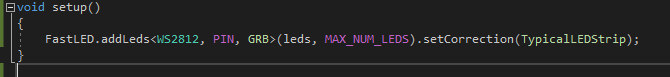 void setup()
{
    FastLED.addLeds<WS2812, PIN, GRB>(leds, MAX_NUM_LEDS).setCorrection(TypicalLEDStrip);
}